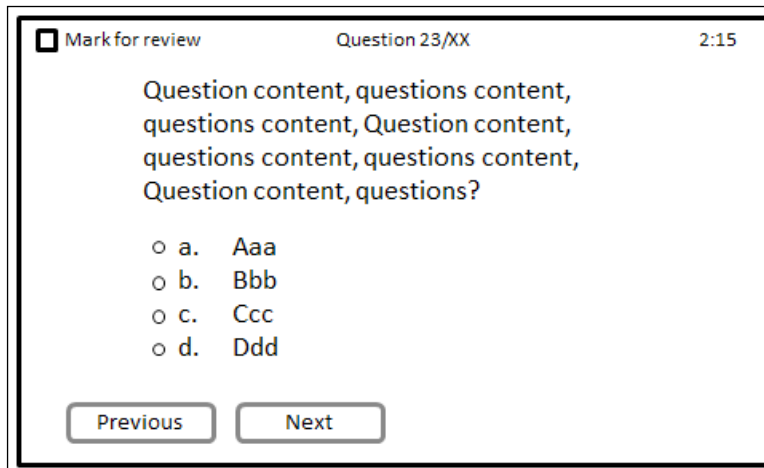 Mark for review Question 23/XX 2:15
Question content, questions content,
questions content, Question content,
questions content, questions content,
Question content, questions?
a. Aaa
b. Bbb
c. Ccc
d. Ddd
Previous Next